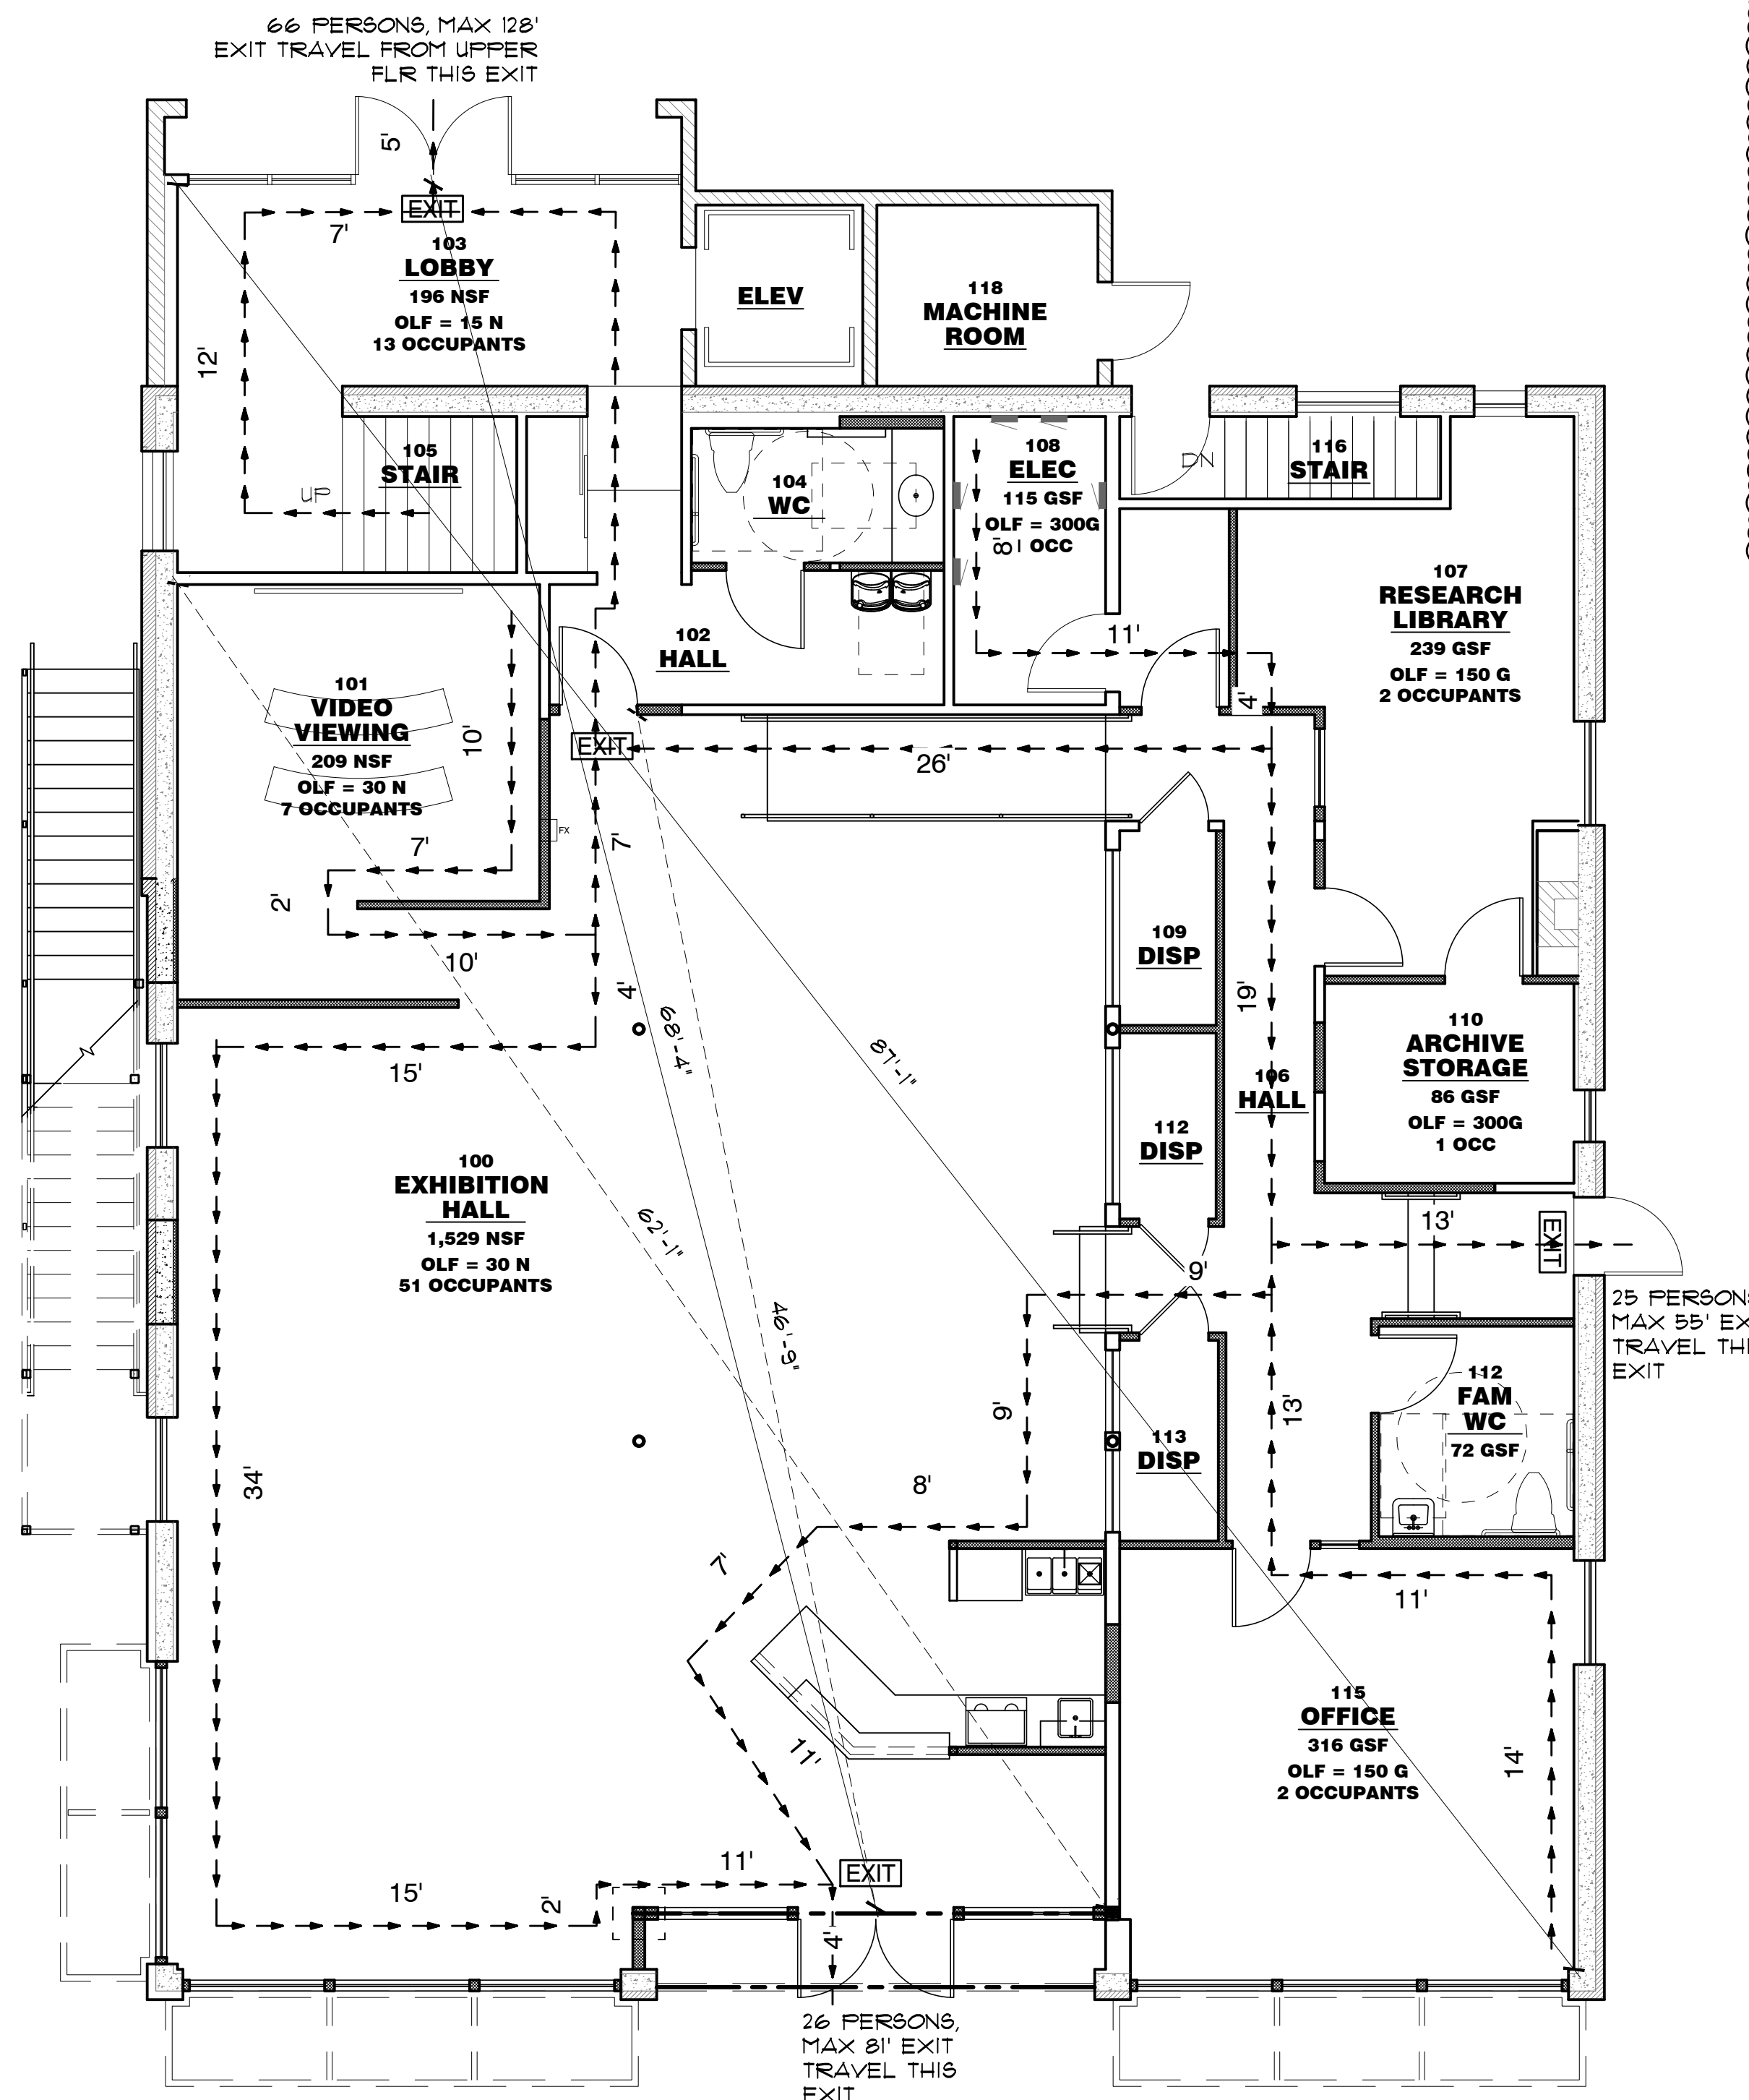 66 PERSONS, MAX 128'
EXIT TRAVEL FROM UPPER
FLR THIS EXIT
5'
EXIT
7'
103
LOBBY
196 NSF
OLF = 15 N
13 OCCUPANTS
12'
ELEV
118
MACHINE
ROOM
105
STAIR
UP
104
WC
108
ELEC
115 GSF
OLF = 300G
1 OCC
8'
DN
116
STAIR
107
RESEARCH
LIBRARY
239 GSF
OLF = 150 G
2 OCCUPANTS
102
HALL
11'
4'
101
VIDEO
VIEWING
209 NSF
OLF = 30 N
7 OCCUPANTS
10'
EXIT
26'
FX
7'
7'
2'
10'
4'
109
DISP
19'
68'-4"
87'-1"
15'
110
ARCHIVE
STORAGE
86 GSF
OLF = 300G
1 OCC
106
HALL
112
DISP
100
EXHIBITION
HALL
1,529 NSF
OLF = 30 N
51 OCCUPANTS
62'-1"
13'
EXIT
9'
46'-9"
25 PERSONS
MAX 55' EX
TRAVEL THI
EXIT
112
FAM
WC
72 GSF
9'
13'
113
DISP
34'
8'
7'
11'
115
OFFICE
316 GSF
OLF = 150 G
2 OCCUPANTS
14'
11'
EXIT
11'
15'
2'
4'
26 PERSONS,
MAX 81' EXIT
TRAVEL THIS
EXIT